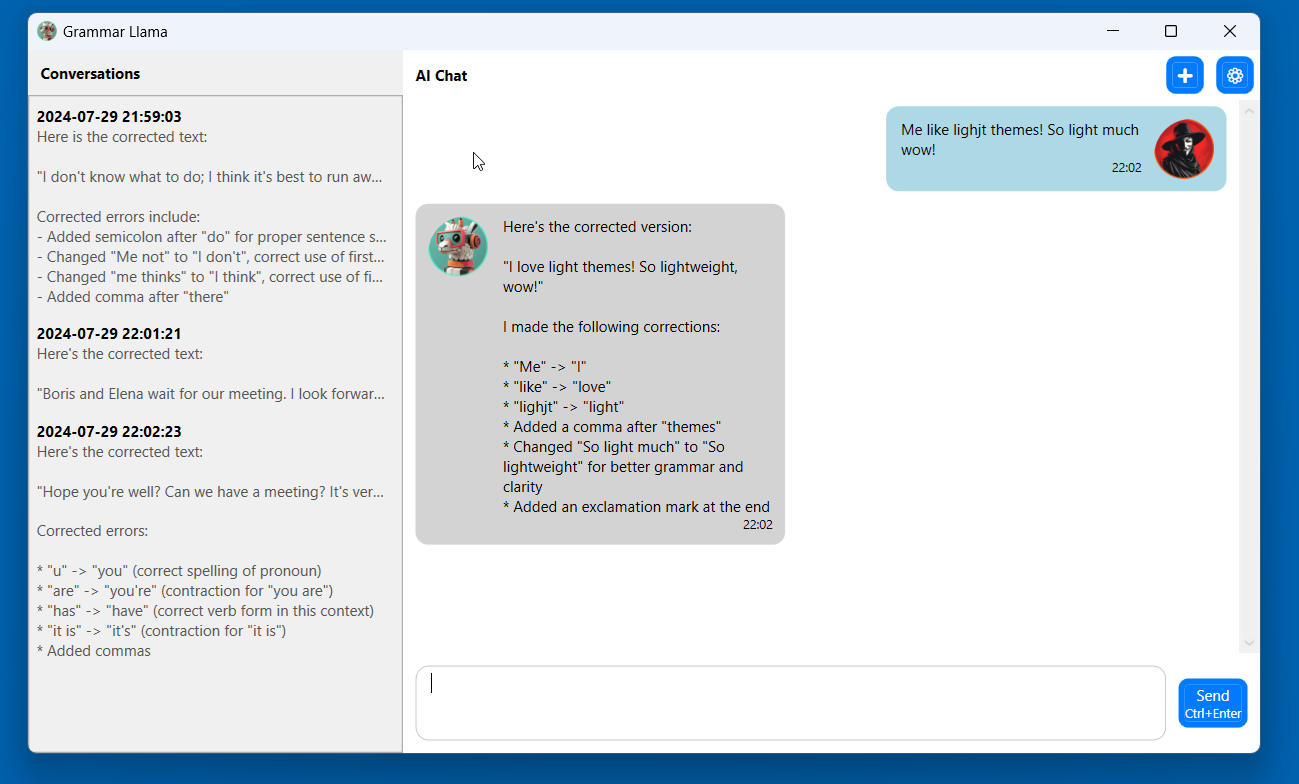 Grammar Llama
Conversations
2024-07-29 21:59:03
Here is the corrected text:
"I don't know what to do; I think it's best to run aw...
Corrected errors include:
- Added semicolon after "do" for proper sentence s...
- Changed "Me not" to "I don't", correct use of first...
- Changed "me thinks" to "I think", correct use of fi...
- Added comma after "there"
2024-07-29 22:01:21
Here's the corrected text:
"Boris and Elena wait for our meeting. I look forwar...
2024-07-29 22:02:23
Here's the corrected text:
"Hope you're well? Can we have a meeting? It's ver...
Corrected errors:
* "u" -> "you" (correct spelling of pronoun)
* "are" -> "you're" (contraction for "you are")
* "has" -> "have" (correct verb form in this context)
* "it is" -> "it's" (contraction for "it is")
* Added commas
AI Chat
Me like lighjt themes! So light much
wow!
22:02
Here's the corrected version:
"I love light themes! So lightweight,
wow!"
I made the following corrections:
* "Me" -> "I"
* "like" -> "love"
* "lighjt" -> "light"
* Added a comma after "themes"
* Changed "So light much" to "So
lightweight" for better grammar and
clarity
* Added an exclamation mark at the end
22:02
Send
Ctrl+Enter